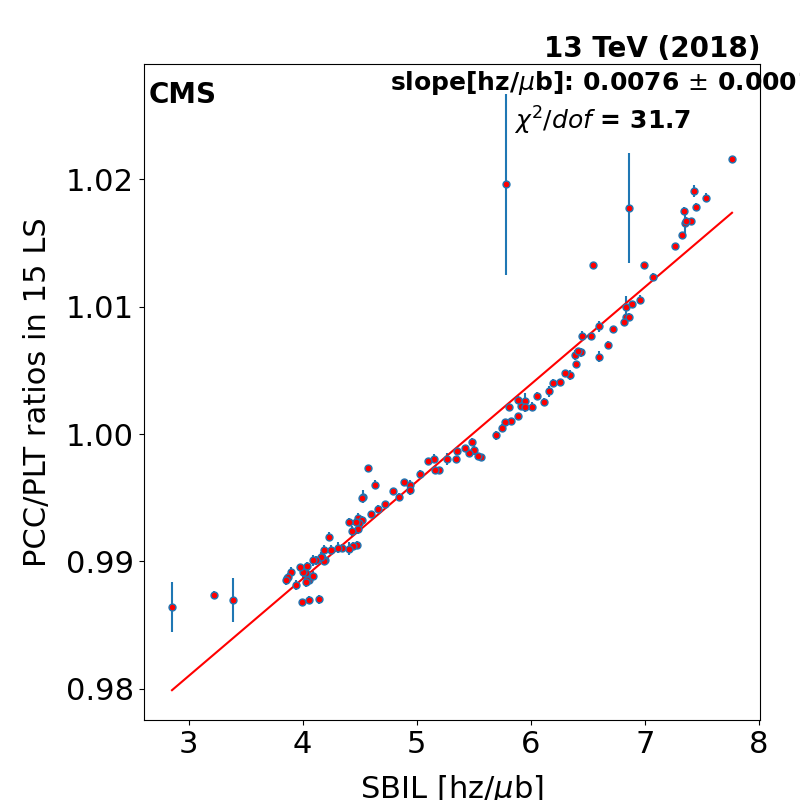 13 TeV (2018)
CMS
slope[hz/μb]: 0.0076 ± 0.000
χ²/dof = 31.7
PCC/PLT ratios in 15 LS
1.02
1.01
1.00
0.99
0.98
3 4 5 6 7 8
SBIL [hz/μb]